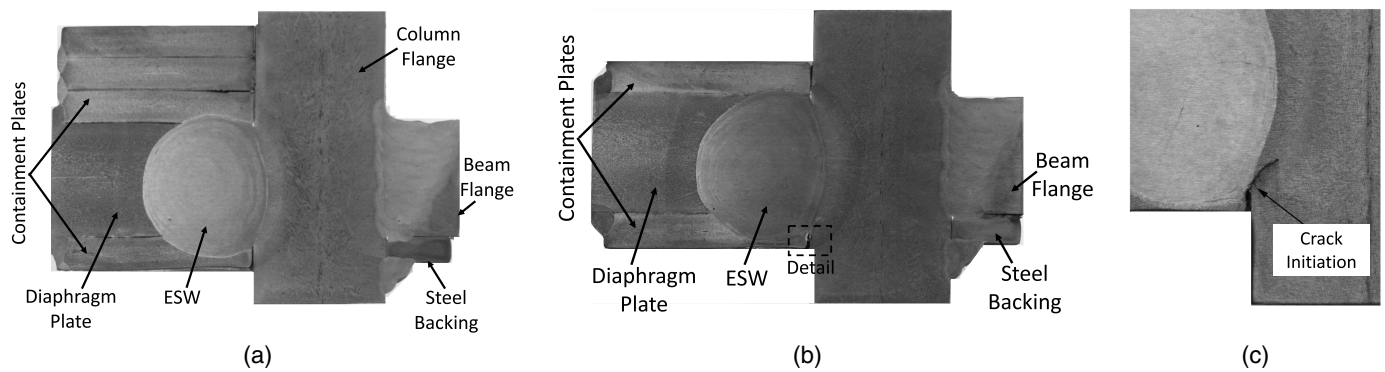 Containment Plates
Column
Flange
Beam
Flange
Diaphragm
Plate
ESW
Steel
Backing
(a)
Containment Plates
Beam
Flange
Detail
Diaphragm
Plate
ESW
Steel
Backing
(b)
Crack
Initiation
(c)